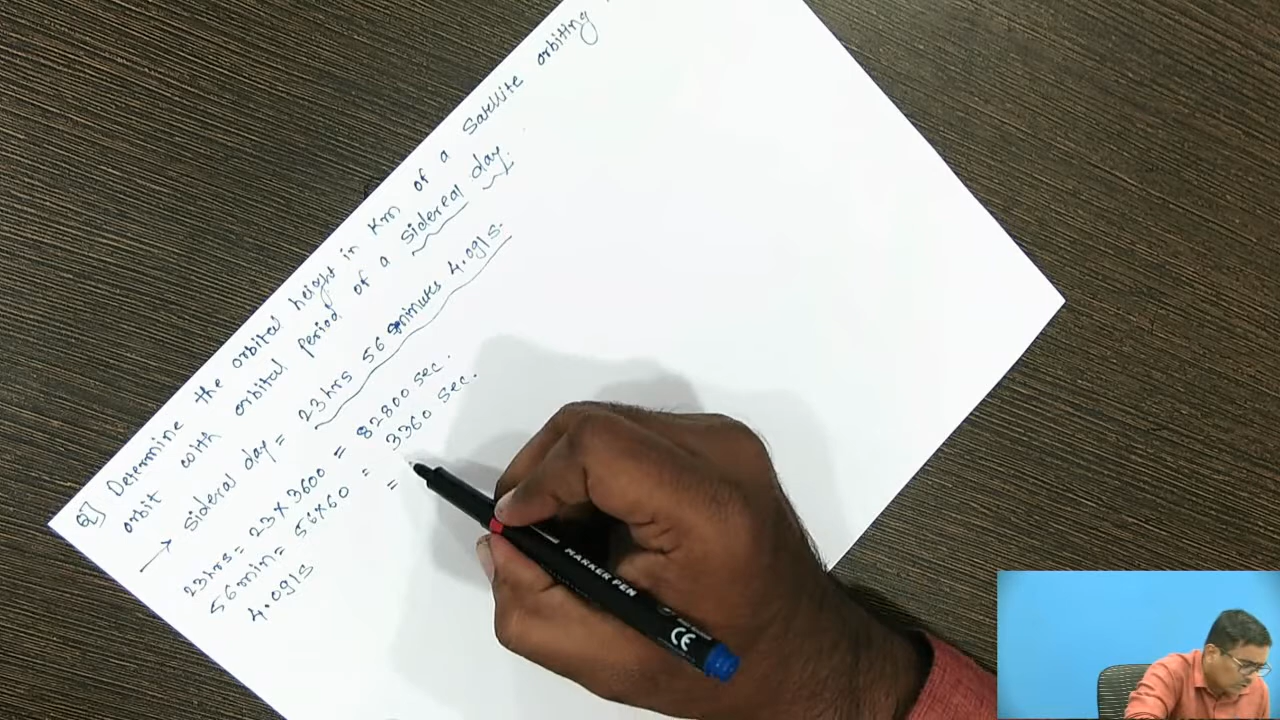 Q] Determine the orbital height in Km of a Satellite orbiting
orbit with orbital period of a sidereal day.
→ sideral day = 23hrs 56 minutes 4.091s.
23hrs = 23 × 3600 = 82800 sec.
56min = 56×60 = 3360 sec.
4.091s =
MARKER PEN
CE